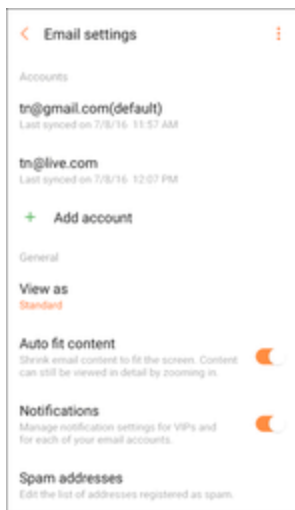 Email settings
Accounts
tn@gmail.com(default)
Last synced on 7/8/16 11:57 AM
tn@live.com
Last synced on 7/8/16 12:07 PM
+ Add account
General
View as
Standard
Auto fit content
Shrink email content to fit the screen. Content
can still be viewed in detail by zooming in.
Notifications
Manage notification settings for VIPs and
for each of your email accounts.
Spam addresses
Edit the list of addresses registered as spam.